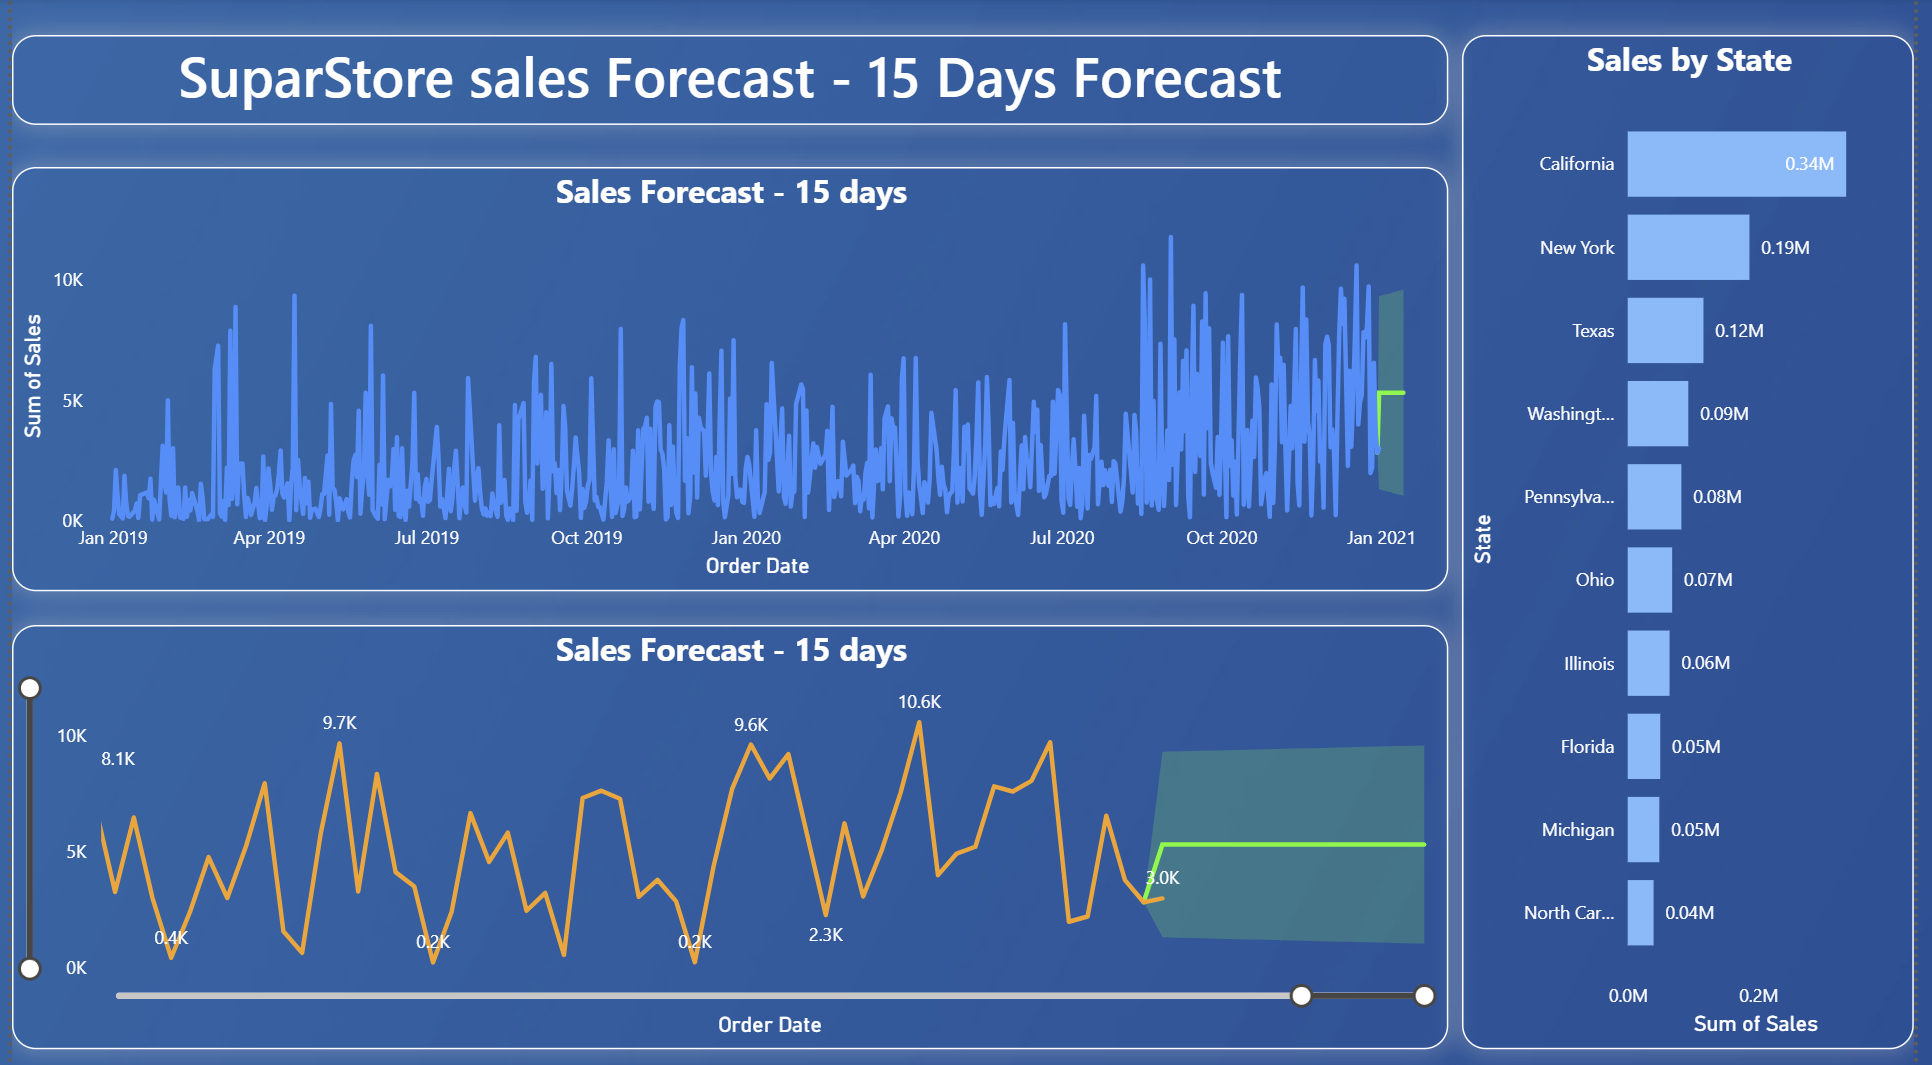 SuparStore sales Forecast - 15 Days Forecast
Sales Forecast - 15 days
Sum of Sales
10K
5K
0K
Jan 2019 Apr 2019 Jul 2019 Oct 2019 Jan 2020 Apr 2020 Jul 2020 Oct 2020 Jan 2021
Order Date
Sales Forecast - 15 days
10K
5K
0K
8.1K
0.4K
9.7K
0.2K
0.2K
9.6K
2.3K
10.6K
3.0K
Order Date
Sales by State
State
California 0.34M
New York 0.19M
Texas 0.12M
Washingt... 0.09M
Pennsylva... 0.08M
Ohio 0.07M
Illinois 0.06M
Florida 0.05M
Michigan 0.05M
North Car... 0.04M
0.0M 0.2M
Sum of Sales